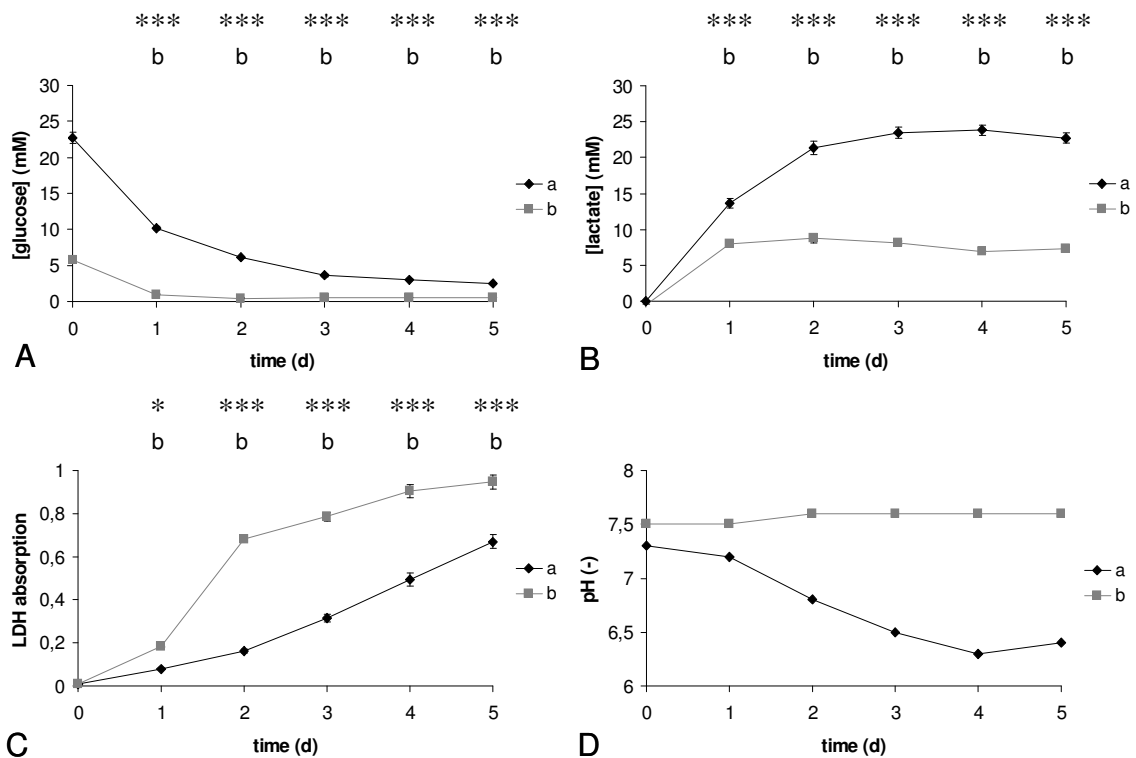 *** *** *** *** ***
b b b b b
30
25
20
15
10
5
0
[glucose] (mM)
0 1 2 3 4 5
time (d)
a
b
A
*** *** *** *** ***
b b b b b
30
25
20
15
10
5
0
[lactate] (mM)
0 1 2 3 4 5
time (d)
a
b
B
* *** *** *** ***
b b b b b
1
0,8
0,6
0,4
0,2
0
LDH absorption
0 1 2 3 4 5
time (d)
a
b
C
8
7,5
7
6,5
6
pH (-)
0 1 2 3 4 5
time (d)
a
b
D